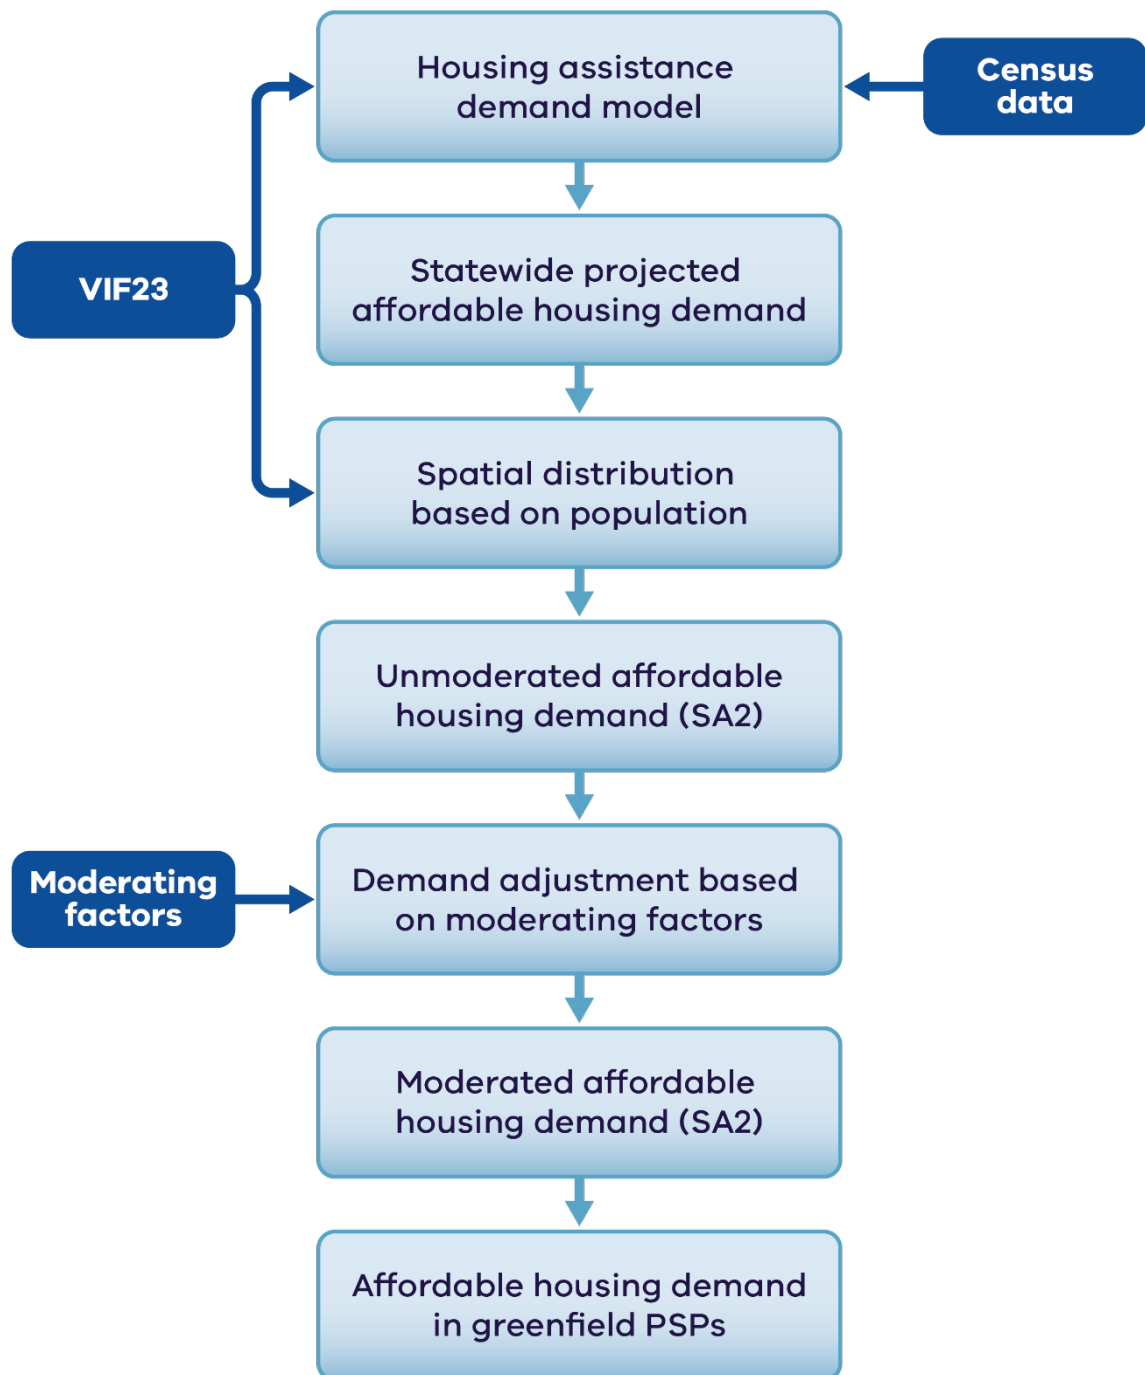 Housing assistance
demand model
Census
data
Statewide projected
affordable housing demand
VIF23
Spatial distribution
based on population
Unmoderated affordable
housing demand (SA2)
Moderating
factors
Demand adjustment based
on moderating factors
Moderated affordable
housing demand (SA2)
Affordable housing demand
in greenfield PSPs